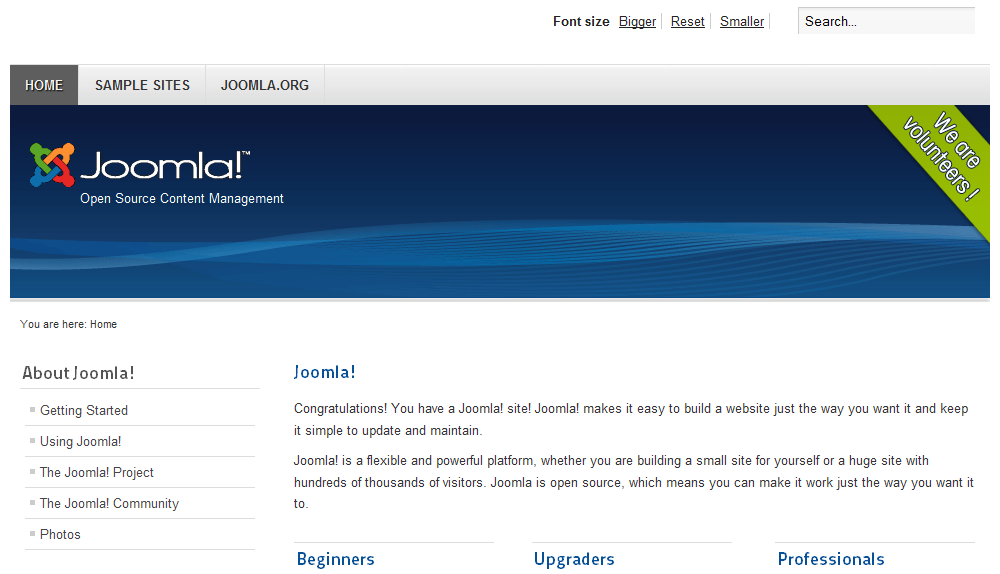 Font size Bigger Reset Smaller Search...
HOME SAMPLE SITES JOOMLA.ORG
We are
volunteers!
Joomla!™
Open Source Content Management
You are here: Home
About Joomla!
Getting Started
Using Joomla!
The Joomla! Project
The Joomla! Community
Photos
Joomla!
Congratulations! You have a Joomla! site! Joomla! makes it easy to build a website just the way you want it and keep
it simple to update and maintain.
Joomla! is a flexible and powerful platform, whether you are building a small site for yourself or a huge site with
hundreds of thousands of visitors. Joomla is open source, which means you can make it work just the way you want it
to.
Beginners Upgraders Professionals